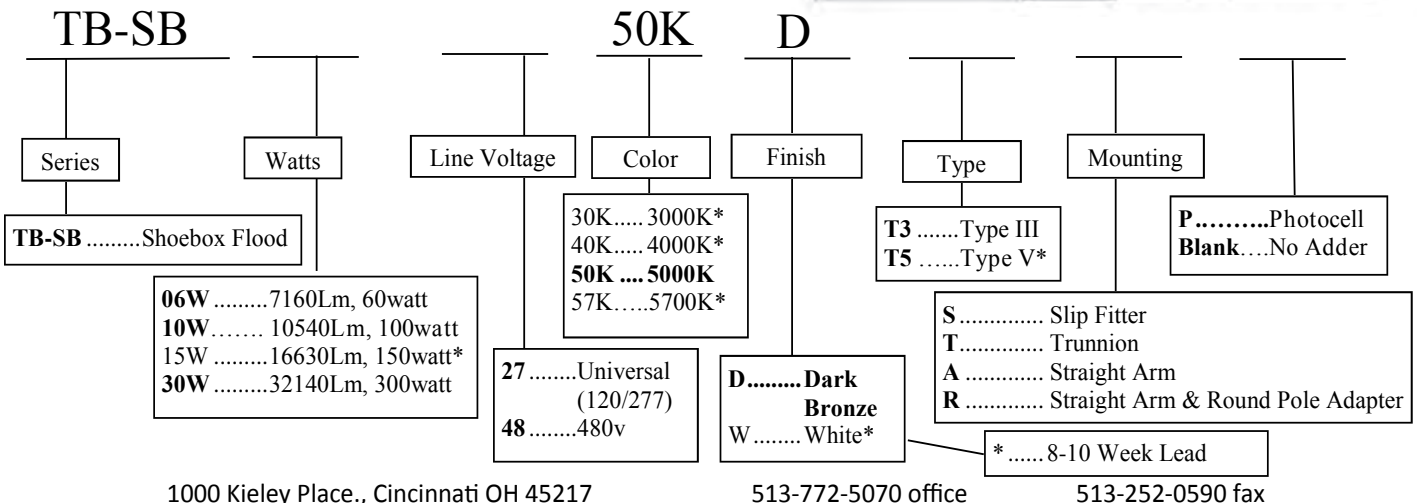 TB-SB 50K D
Series
Watts
Line Voltage
Color
Finish
Type
Mounting
TB-SB .........Shoebox Flood
06W .........7160Lm, 60watt
10W....... 10540Lm, 100watt
15W .........16630Lm, 150watt*
30W .........32140Lm, 300watt
27 ........Universal
(120/277)
48 ........480v
30K..... 3000K*
40K..... 4000K*
50K .... 5000K
57K.....5700K*
D.........Dark
Bronze
W........ White*
T3 .......Type III
T5 ......Type V*
S .............. Slip Fitter
T.............. Trunnion
A .............. Straight Arm
R .............. Straight Arm & Round Pole Adapter
P..........Photocell
Blank....No Adder
* ......8-10 Week Lead
1000 Kieley Place., Cincinnati OH 45217 513-772-5070 office 513-252-0590 fax